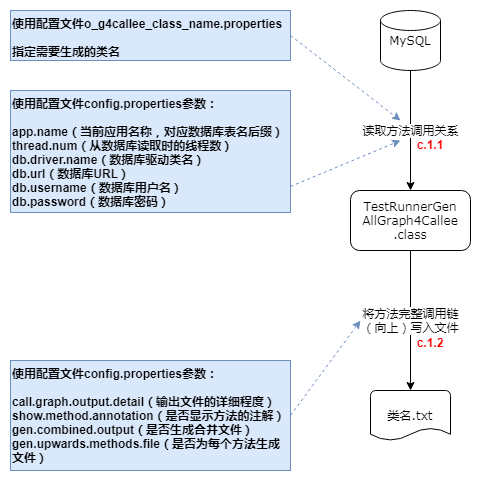 使用配置文件o_g4callee_class_name.properties
指定需要生成的类名
MySQL
使用配置文件config.properties参数：
app.name（当前应用名称，对应数据库表名后缀）
thread.num（从数据库读取时的线程数）
db.driver.name（数据库驱动类名）
db.url（数据库URL）
db.username（数据库用户名）
db.password（数据库密码）
读取方法调用关系
c.1.1
TestRunnerGen
AllGraph4Callee
.class
将方法完整调用链
（向上）写入文件
c.1.2
使用配置文件config.properties参数：
call.graph.output.detail（输出文件的详细程度）
show.method.annotation（是否显示方法的注解）
gen.combined.output（是否生成合并文件）
gen.upwards.methods.file（是否为每个方法生成
文件）
类名.txt